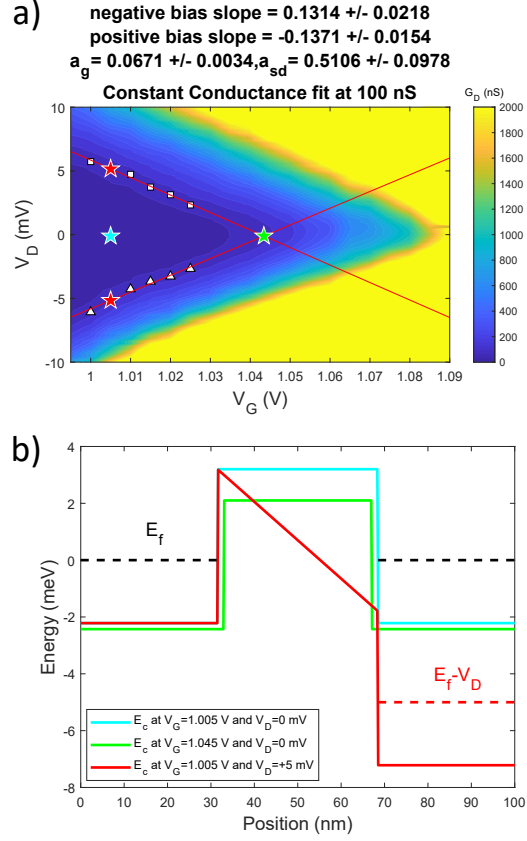 a)
negative bias slope = 0.1314 +/- 0.0218
positive bias slope = -0.1371 +/- 0.0154
a_g= 0.0671 +/- 0.0034,a_sd= 0.5106 +/- 0.0978
Constant Conductance fit at 100 nS
G_D (nS)
10
5
0
-5
-10
V_D (mV)
1
1.01
1.02
1.03
1.04
1.05
1.06
1.07
1.08
1.09
V_G (V)
2000
1800
1600
1400
1200
1000
800
600
400
200
0
b)
4
2
0
-2
-4
-6
-8
Energy (meV)
E_f
E_f-V_D
E_c at V_G=1.005 V and V_D=0 mV
E_c at V_G=1.045 V and V_D=0 mV
E_c at V_G=1.005 V and V_D=+5 mV
0
10
20
30
40
50
60
70
80
90
100
Position (nm)